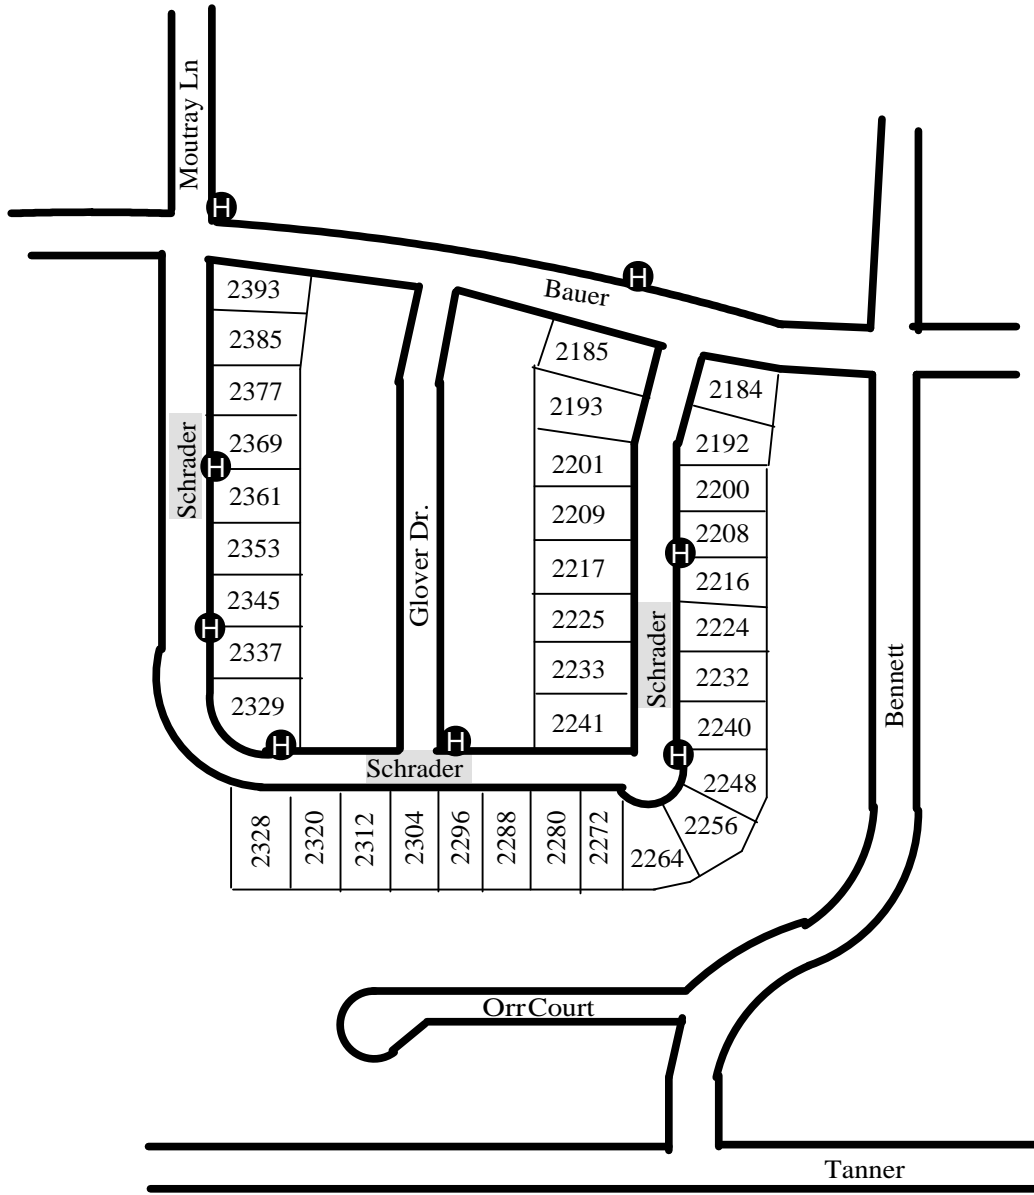 Moutray Ln
H
H
Bauer
2393
2385
2377
2369
H
2361
2353
2345
H
2337
2329
H
Schrader
Glover Dr.
2185
2193
2201
2209
2217
2225
2233
2241
H
Schrader
Schrader
2184
2192
2200
2208
H
2216
2224
2232
2240
H
2248
2256
2264
2328
2320
2312
2304
2296
2288
2280
2272
Bennett
Orr Court
Tanner